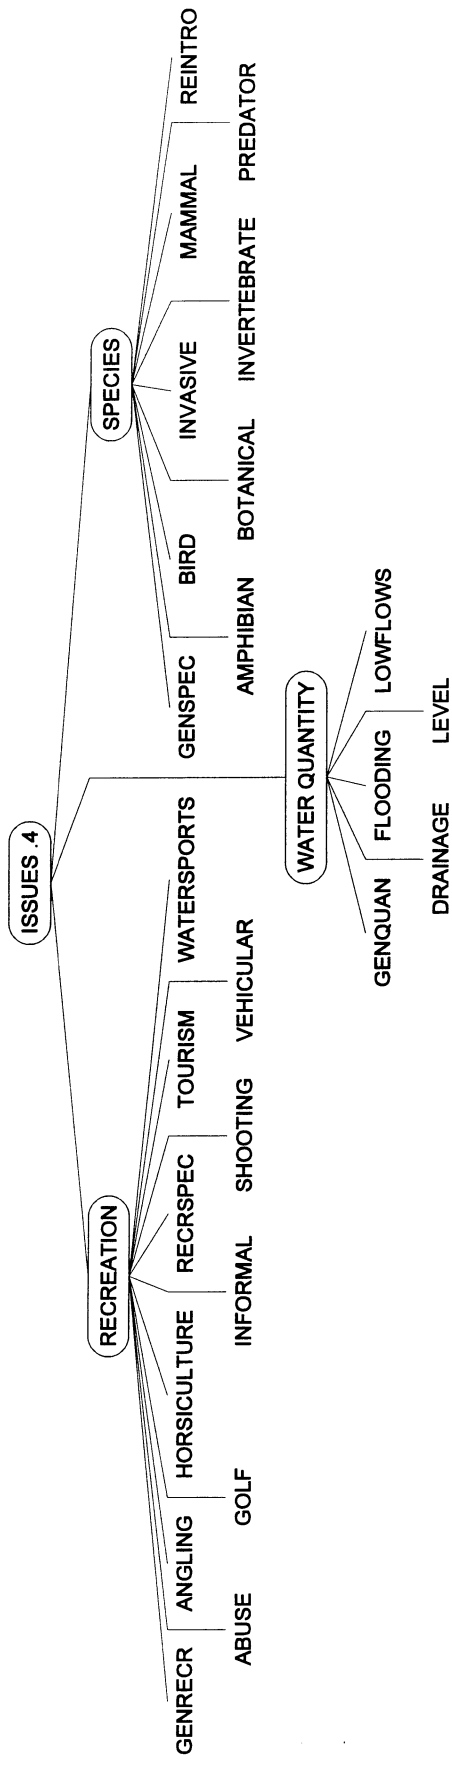 ISSUES .4
RECREATION
SPECIES
GENRECR
ANGLING
HORSICULTURE
RECRSPEC
TOURISM
WATERSPORTS
GENSPEC
BIRD
INVASIVE
MAMMAL
REINTRO
ABUSE
GOLF
INFORMAL
SHOOTING
VEHICULAR
AMPHIBIAN
BOTANICAL
INVERTEBRATE
PREDATOR
WATER QUANTITY
GENQUAN
FLOODING
LOWFLOWS
DRAINAGE
LEVEL